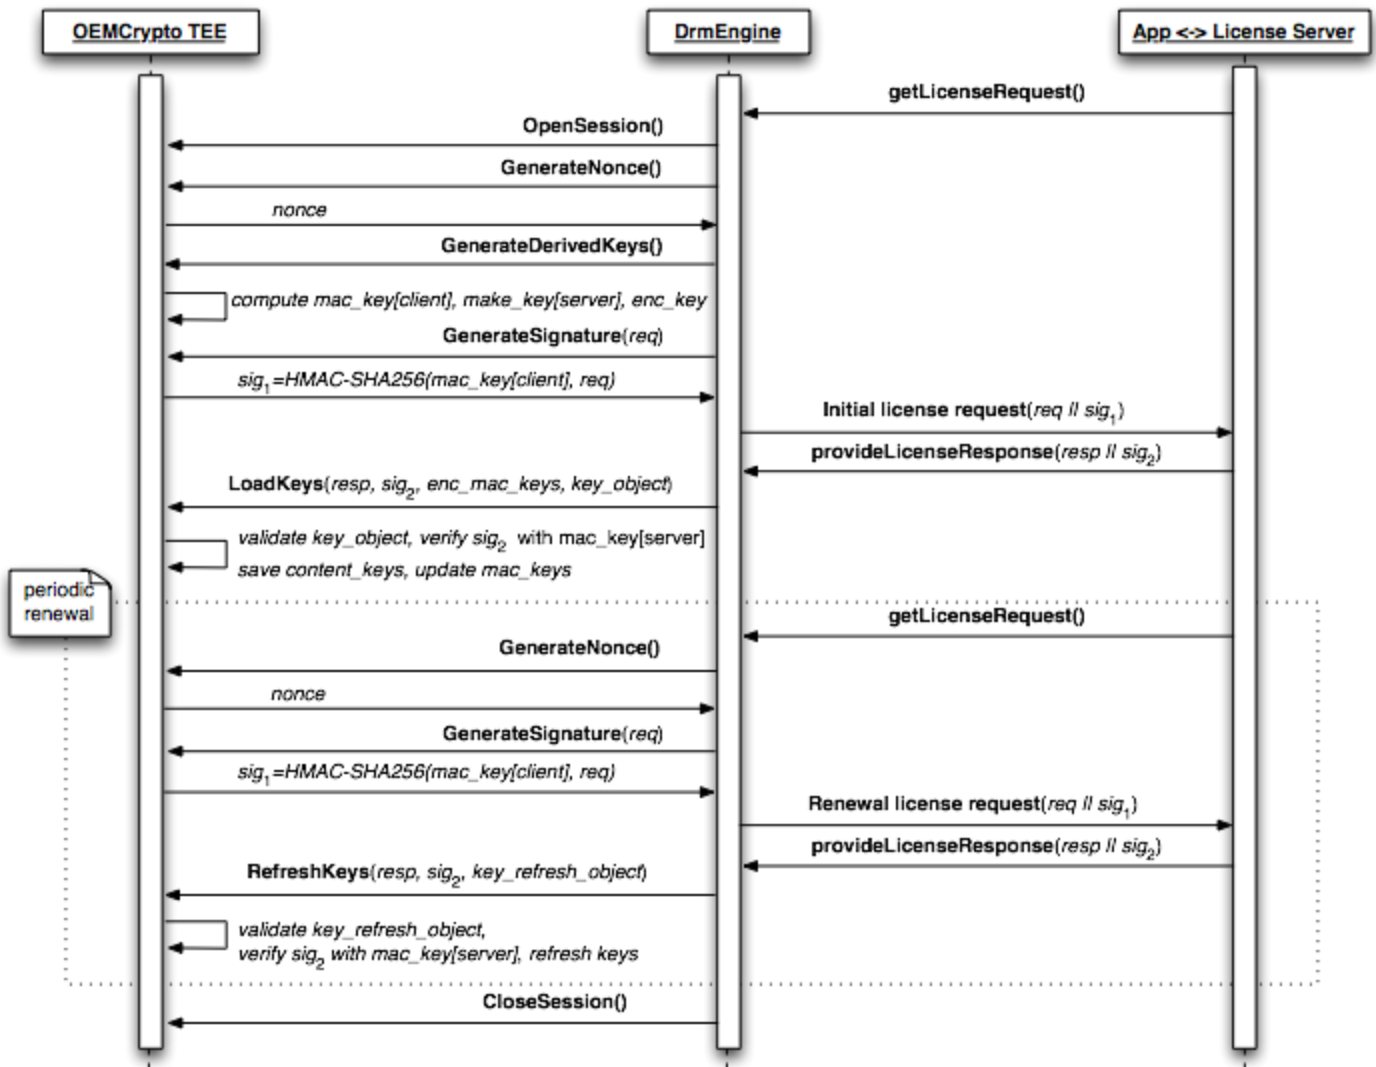 OEMCrypto TEE
DrmEngine
App <-> License Server
getLicenseRequest()
OpenSession()
GenerateNonce()
nonce
GenerateDerivedKeys()
compute mac_key[client], make_key[server], enc_key
GenerateSignature(req)
sig1=HMAC-SHA256(mac_key[client], req)
Initial license request(req || sig1)
provideLicenseResponse(resp || sig2)
LoadKeys(resp, sig2, enc_mac_keys, key_object)
validate key_object, verify sig2 with mac_key[server]
save content_keys, update mac_keys
periodic
renewal
getLicenseRequest()
GenerateNonce()
nonce
GenerateSignature(req)
sig1=HMAC-SHA256(mac_key[client], req)
Renewal license request(req || sig1)
provideLicenseResponse(resp || sig2)
RefreshKeys(resp, sig2, key_refresh_object)
validate key_refresh_object,
verify sig2 with mac_key[server], refresh keys
CloseSession()